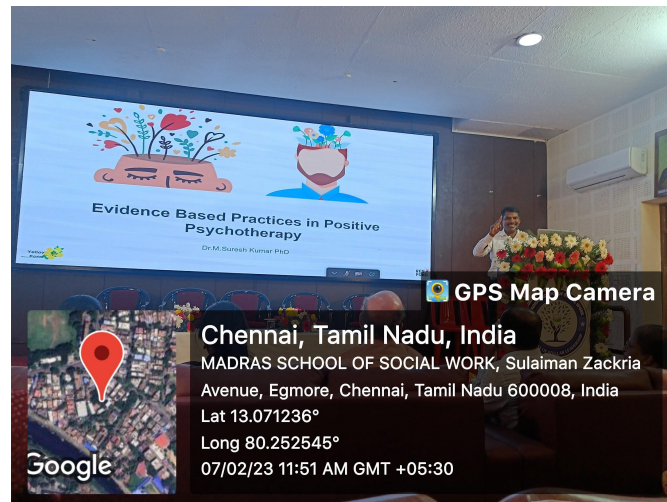 Evidence Based Practices in Positive
Psychotherapy
Dr.M.Suresh Kumar PhD
GPS Map Camera
Chennai, Tamil Nadu, India
MADRAS SCHOOL OF SOCIAL WORK, Sulaiman Zackria
Avenue, Egmore, Chennai, Tamil Nadu 600008, India
Lat 13.071236°
Long 80.252545°
07/02/23 11:51 AM GMT +05:30
Google